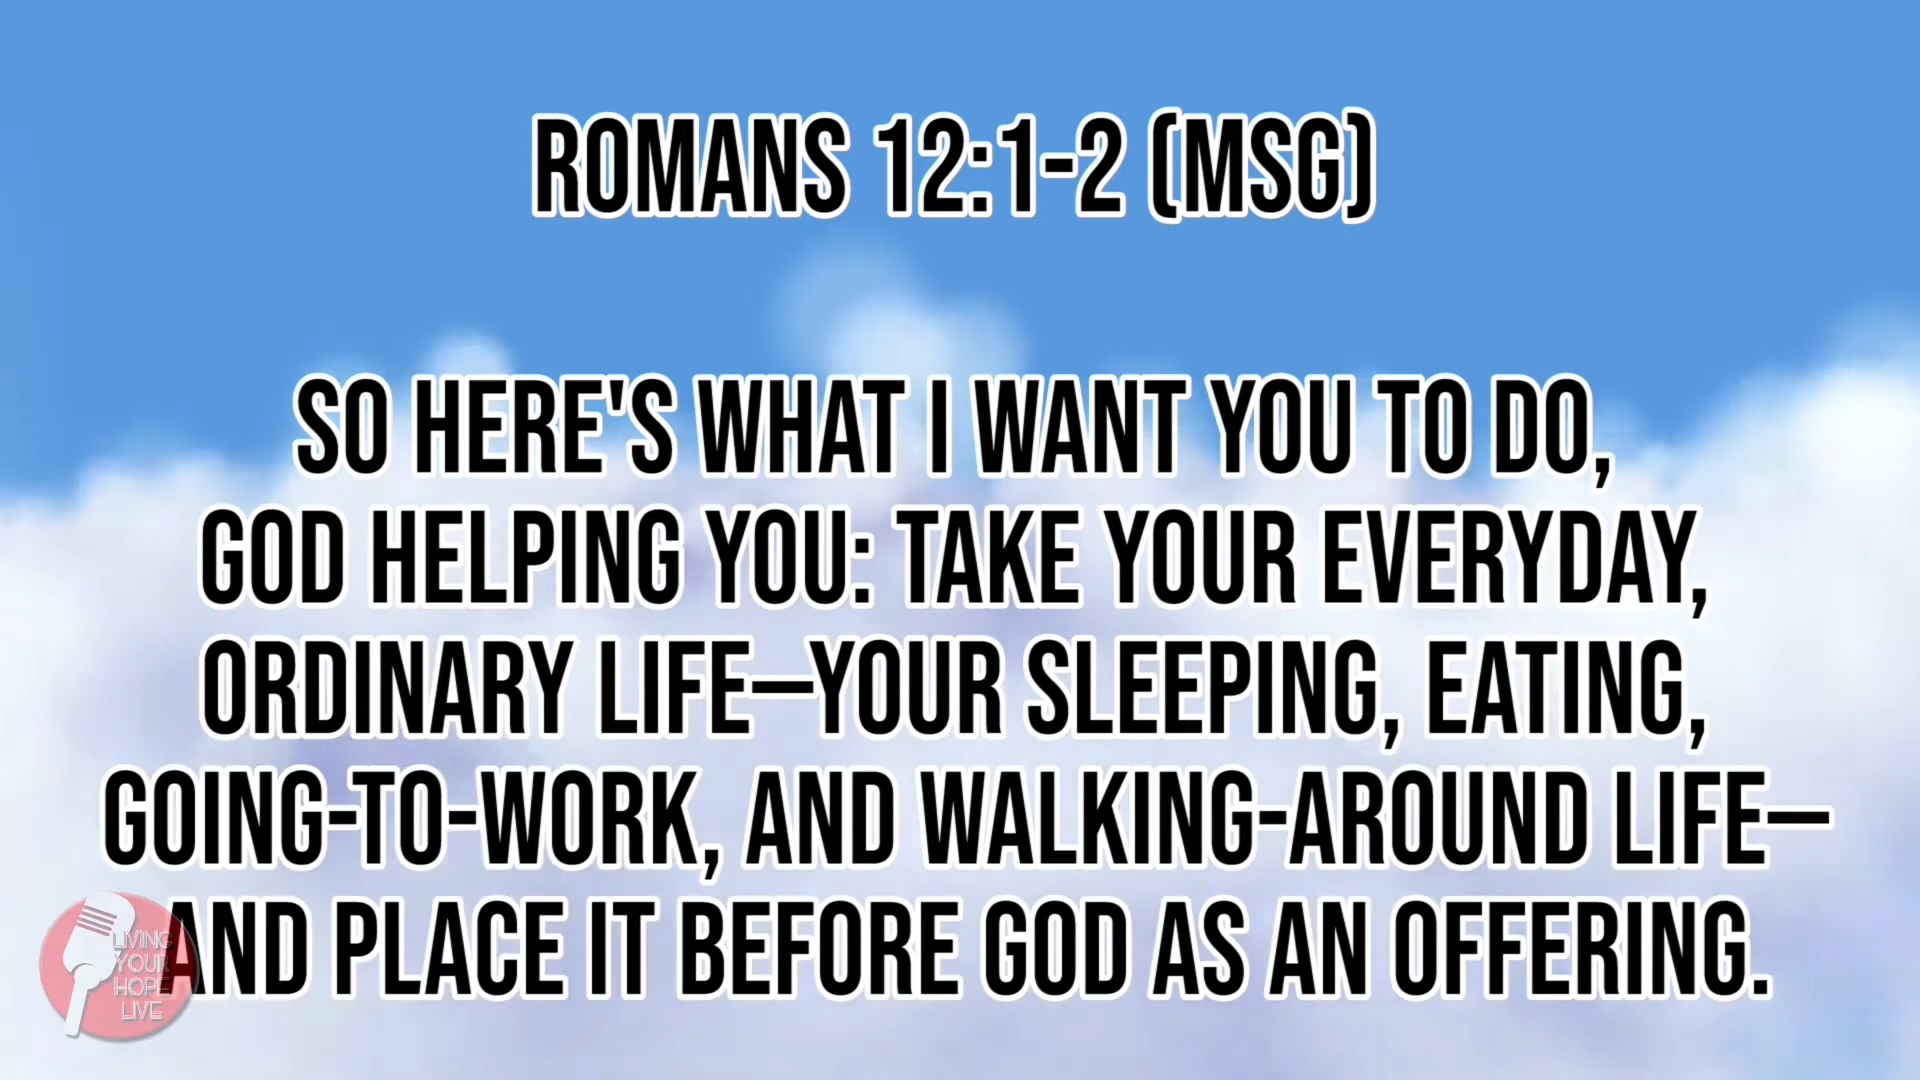 ROMANS 12:1-2 (MSG)
SO HERE'S WHAT I WANT YOU TO DO,
GOD HELPING YOU: TAKE YOUR EVERYDAY,
ORDINARY LIFE—YOUR SLEEPING, EATING,
GOING-TO-WORK, AND WALKING-AROUND LIFE—
AND PLACE IT BEFORE GOD AS AN OFFERING.
LIVING
YOUR
HOPE
LIVE